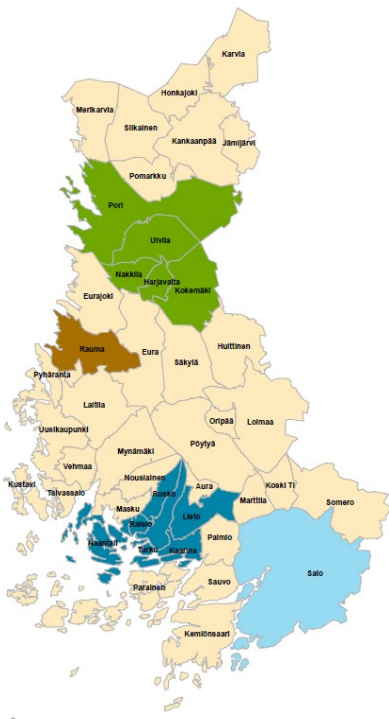 Karvia
Honkajoki
Merikarvia
Siikainen
Kankaanpää
Jämijärvi
Pomarkku
Pori
Ulvila
Nakkila
Harjavalta
Kokemäki
Eurajoki
Rauma
Eura
Huittinen
Säkylä
Pyhäranta
Laitila
Oripää
Loimaa
Uusikaupunki
Mynämäki
Pöytyä
Vehmaa
Kustavi
Nousiainen
Aura
Koski Tl
Taivassalo
Rusko
Marttila
Somero
Masku
Raisio
Lieto
Naantali
Turku
Kaarina
Paimio
Salo
Parainen
Sauvo
Kemiönsaari